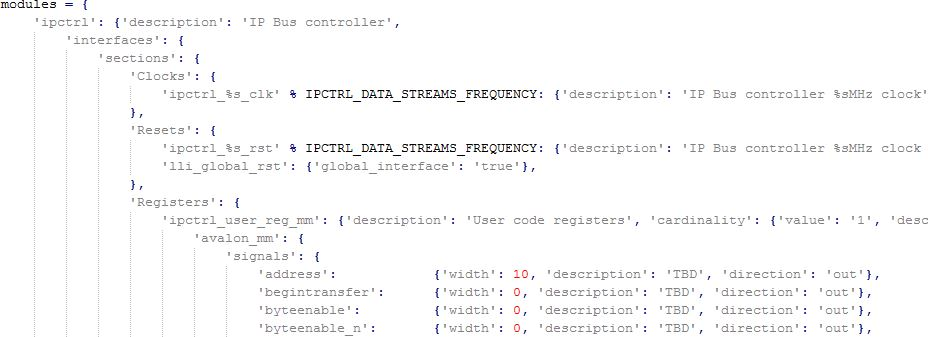 modules = {
'ipctrl': {'description': 'IP Bus controller',
'interfaces': {
'sections': {
'Clocks': {
'ipctrl_%s_clk' % IPCTRL_DATA_STREAMS_FREQUENCY: {'description': 'IP Bus controller %sMHz clock'
},
'Resets': {
'ipctrl_%s_rst' % IPCTRL_DATA_STREAMS_FREQUENCY: {'description': 'IP Bus controller %sMHz clock
'lli_global_rst': {'global_interface': 'true'},
},
'Registers': {
'ipctrl_user_reg_mm': {'description': 'User code registers', 'cardinality': {'value': '1', 'desc
'avalon_mm': {
'signals': {
'address': {'width': 10, 'description': 'TBD', 'direction': 'out'},
'begintransfer': {'width': 0, 'description': 'TBD', 'direction': 'out'},
'byteenable': {'width': 0, 'description': 'TBD', 'direction': 'out'},
'byteenable_n': {'width': 0, 'description': 'TBD', 'direction': 'out'},